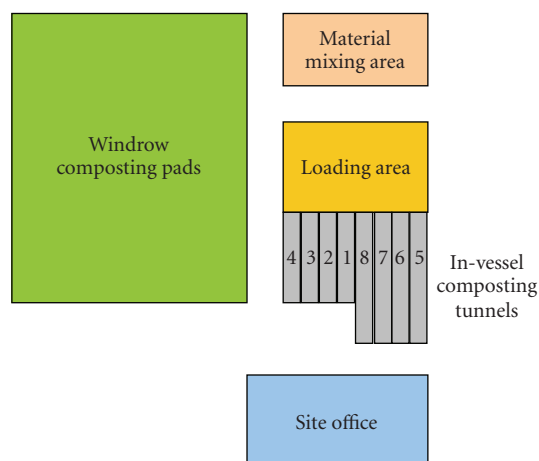 Material
mixing area
Windrow
composting pads
Loading area
4 3 2 1 8 7 6 5
In-vessel
composting
tunnels
Site office